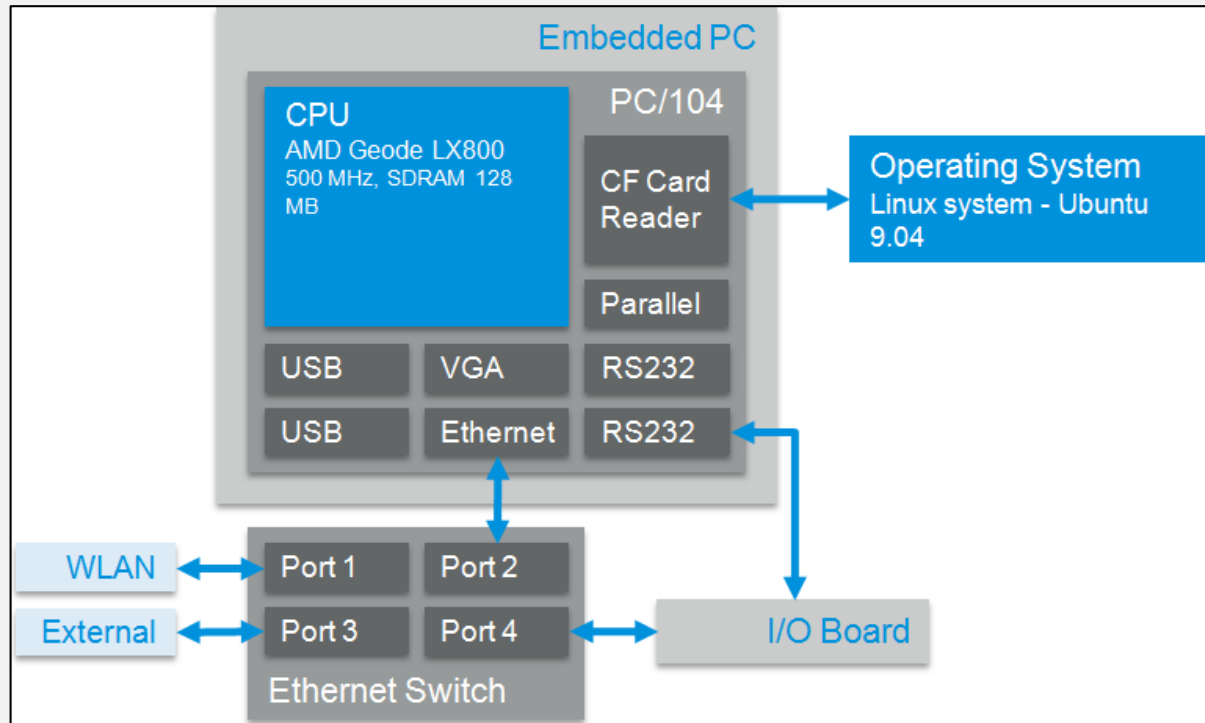 Embedded PC
PC/104
CPU
AMD Geode LX800
500 MHz, SDRAM 128
MB
CF Card
Reader
Operating System
Linux system - Ubuntu
9.04
Parallel
USB
VGA
RS232
USB
Ethernet
RS232
WLAN
Port 1
Port 2
External
Port 3
Port 4
I/O Board
Ethernet Switch